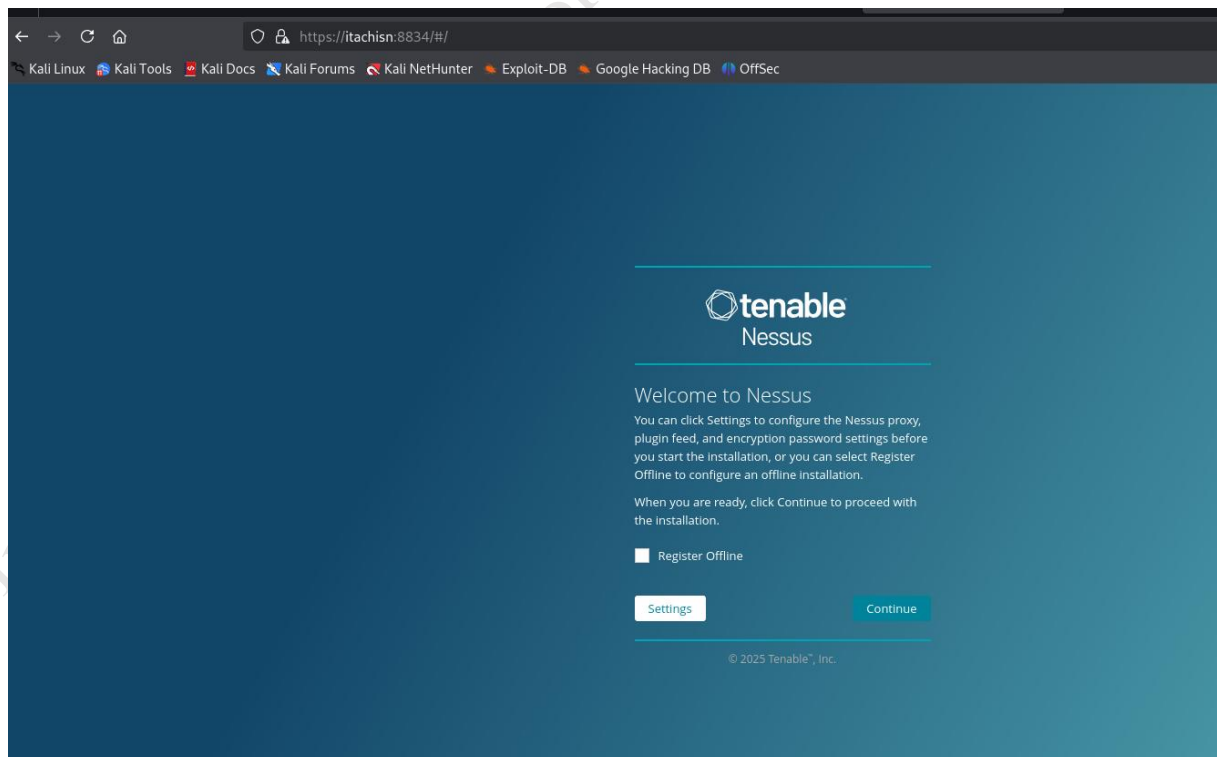 https://itachisn:8834/#/
Kali Linux Kali Tools Kali Docs Kali Forums Kali NetHunter Exploit-DB Google Hacking DB OffSec
tenable
Nessus
Welcome to Nessus
You can click Settings to configure the Nessus proxy,
plugin feed, and encryption password settings before
you start the installation, or you can select Register
Offline to configure an offline installation.
When you are ready, click Continue to proceed with
the installation.
Register Offline
Settings Continue
© 2025 Tenable™, Inc.